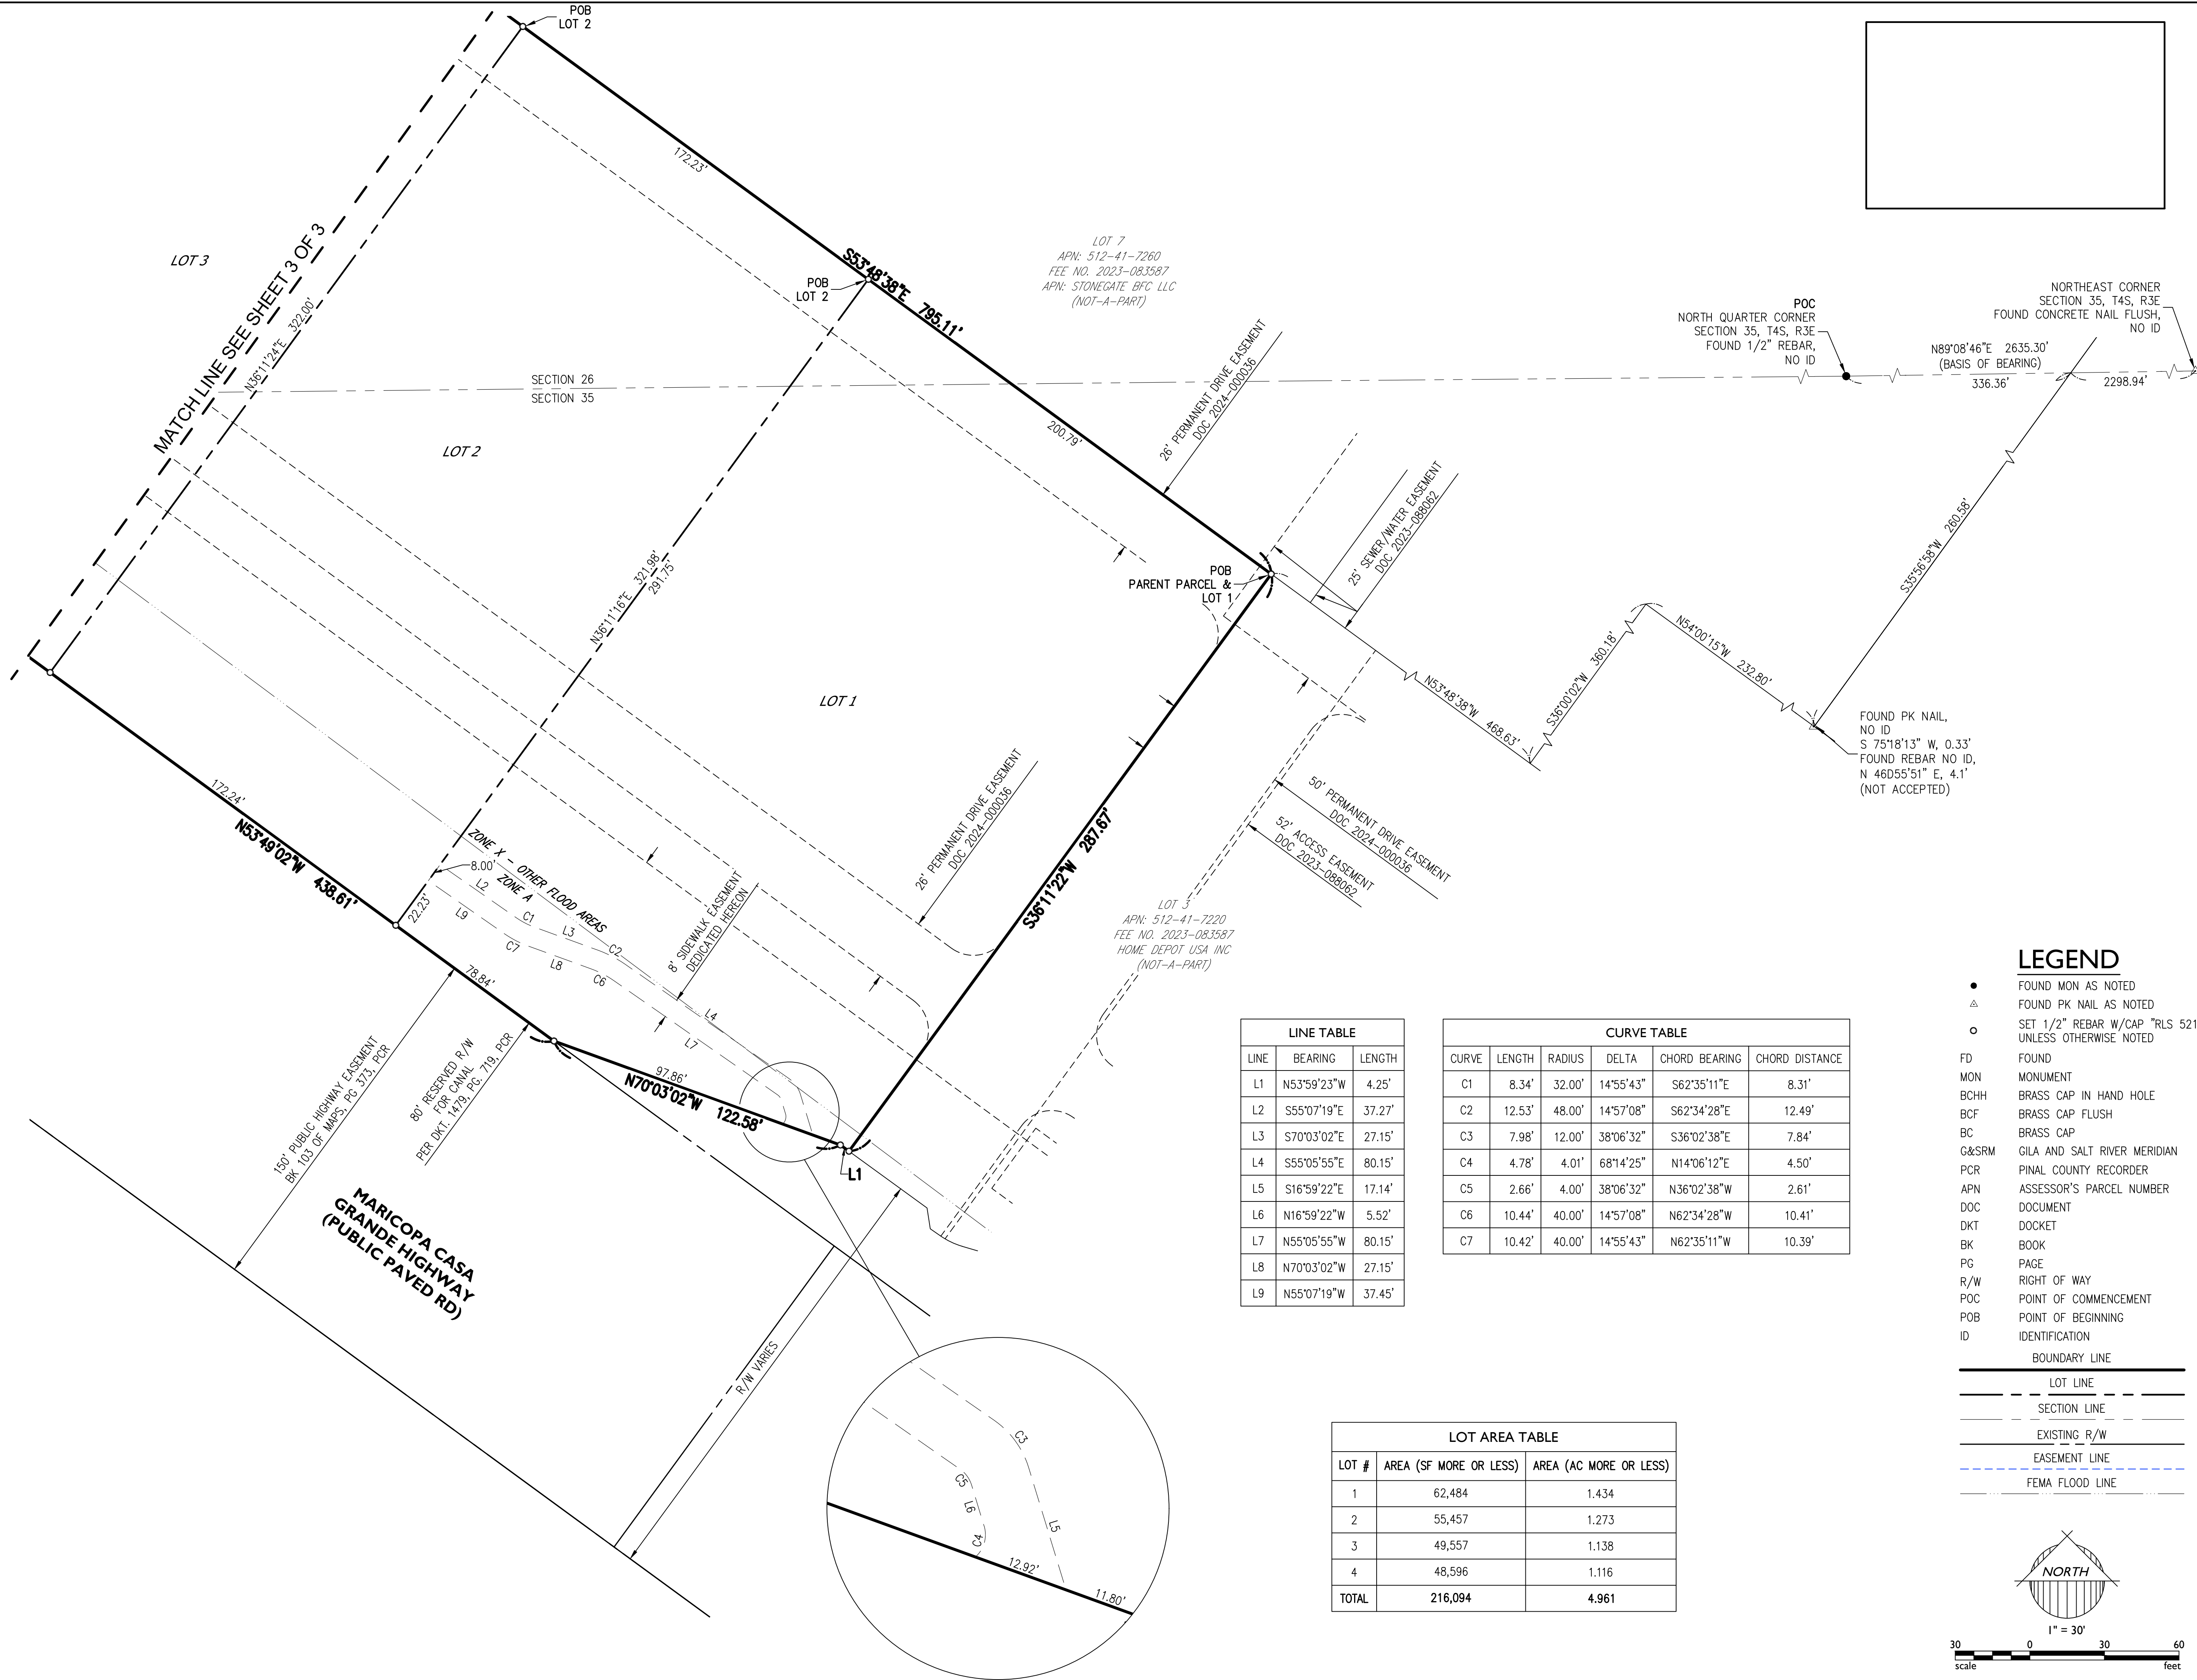 POB
LOT 2
172.23'
MATCH LINE SEE SHEET 3 OF 3
LOT 3
N36°11'24"E 322.00'
LOT 7
APN: 512-41-7260
FEE NO. 2023-083587
APN: STONEGATE BFC LLC
(NOT-A-PART)
S53°48'38"E 795.11'
POB
LOT 2
POC
NORTH QUARTER CORNER
SECTION 35, T4S, R3E
FOUND 1/2" REBAR,
NO ID
NORTHEAST CORNER
SECTION 35, T4S, R3E
FOUND CONCRETE NAIL FLUSH,
NO ID
N89°08'46"E 2635.30'
(BASIS OF BEARING)
336.36'
2298.94'
SECTION 26
SECTION 35
26' PERMANENT DRIVE EASEMENT
DOC 2024-000036
200.79'
LOT 2
25' SEWER/WATER EASEMENT
DOC 2023-088062
S35°56'58"W 260.58'
POB
PARENT PARCEL &
LOT 1
N36°11'16"E 321.98'
291.75'
S36°00'02"W 360.18'
N54°00'15"W 232.80'
N53°48'38"W 468.63'
LOT 1
FOUND PK NAIL,
NO ID
S 75°18'13" W, 0.33'
FOUND REBAR NO ID,
N 46D55'51" E, 4.1'
(NOT ACCEPTED)
172.24'
N53°49'02"W 438.61'
ZONE X - OTHER FLOOD AREAS
ZONE A
8.00'
22.23'
L2
C1
L3
C2
L9
C7
L8
C6
L4
L7
8' SIDEWALK EASEMENT
DEDICATED HEREON
26' PERMANENT DRIVE EASEMENT
DOC 2024-000036
S36°11'22"W 287.67'
50' PERMANENT DRIVE EASEMENT
DOC 2024-000036
52' ACCESS EASEMENT
DOC 2023-088062
LOT 3
APN: 512-41-7220
FEE NO. 2023-083587
HOME DEPOT USA INC
(NOT-A-PART)
78.84'
97.86'
N70°03'02"W 122.58'
L1
150' PUBLIC HIGHWAY EASEMENT
BK 103 OF MAPS, PG 373, PCR
80' RESERVED R/W
FOR CANAL
PER DKT. 1479, PG. 719, PCR
MARICOPA CASA
GRANDE HIGHWAY
(PUBLIC PAVED RD)
R/W VARIES
C3
C5
L6
C4
L5
12.92'
11.80'
LINE TABLE
LINE BEARING LENGTH
L1 N53°59'23"W 4.25'
L2 S55°07'19"E 37.27'
L3 S70°03'02"E 27.15'
L4 S55°05'55"E 80.15'
L5 S16°59'22"E 17.14'
L6 N16°59'22"W 5.52'
L7 N55°05'55"W 80.15'
L8 N70°03'02"W 27.15'
L9 N55°07'19"W 37.45'
CURVE TABLE
CURVE LENGTH RADIUS DELTA CHORD BEARING CHORD DISTANCE
C1 8.34' 32.00' 14°55'43" S62°35'11"E 8.31'
C2 12.53' 48.00' 14°57'08" S62°34'28"E 12.49'
C3 7.98' 12.00' 38°06'32" S36°02'38"E 7.84'
C4 4.78' 4.01' 68°14'25" N14°06'12"E 4.50'
C5 2.66' 4.00' 38°06'32" N36°02'38"W 2.61'
C6 10.44' 40.00' 14°57'08" N62°34'28"W 10.41'
C7 10.42' 40.00' 14°55'43" N62°35'11"W 10.39'
LOT AREA TABLE
LOT # AREA (SF MORE OR LESS) AREA (AC MORE OR LESS)
1 62,484 1.434
2 55,457 1.273
3 49,557 1.138
4 48,596 1.116
TOTAL 216,094 4.961
LEGEND
FOUND MON AS NOTED
FOUND PK NAIL AS NOTED
SET 1/2" REBAR W/CAP "RLS 521
UNLESS OTHERWISE NOTED
FD FOUND
MON MONUMENT
BCHH BRASS CAP IN HAND HOLE
BCF BRASS CAP FLUSH
BC BRASS CAP
G&SRM GILA AND SALT RIVER MERIDIAN
PCR PINAL COUNTY RECORDER
APN ASSESSOR'S PARCEL NUMBER
DOC DOCUMENT
DKT DOCKET
BK BOOK
PG PAGE
R/W RIGHT OF WAY
POC POINT OF COMMENCEMENT
POB POINT OF BEGINNING
ID IDENTIFICATION
BOUNDARY LINE
LOT LINE
SECTION LINE
EXISTING R/W
EASEMENT LINE
FEMA FLOOD LINE
NORTH
1" = 30'
30 0 30 60
scale feet